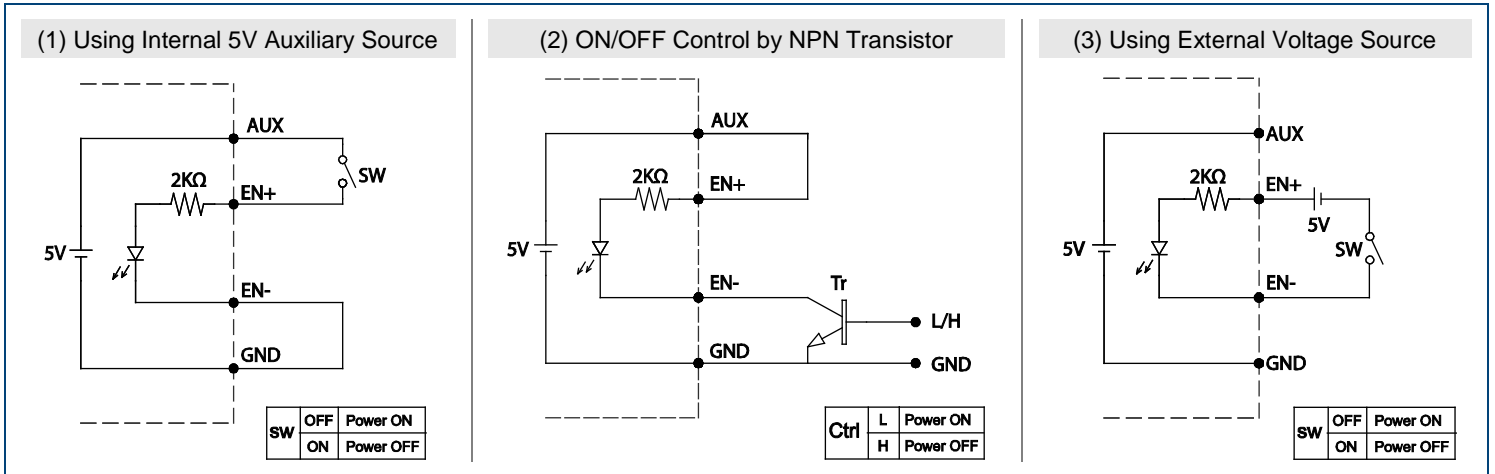 (1) Using Internal 5V Auxiliary Source
AUX
SW
2KΩ
EN+
5V
EN-
GND
SW OFF Power ON
ON Power OFF
(2) ON/OFF Control by NPN Transistor
AUX
2KΩ
EN+
5V
EN-
Tr
L/H
GND
GND
Ctrl L Power ON
H Power OFF
(3) Using External Voltage Source
AUX
2KΩ
EN+
5V
5V
SW
EN-
GND
SW OFF Power ON
ON Power OFF